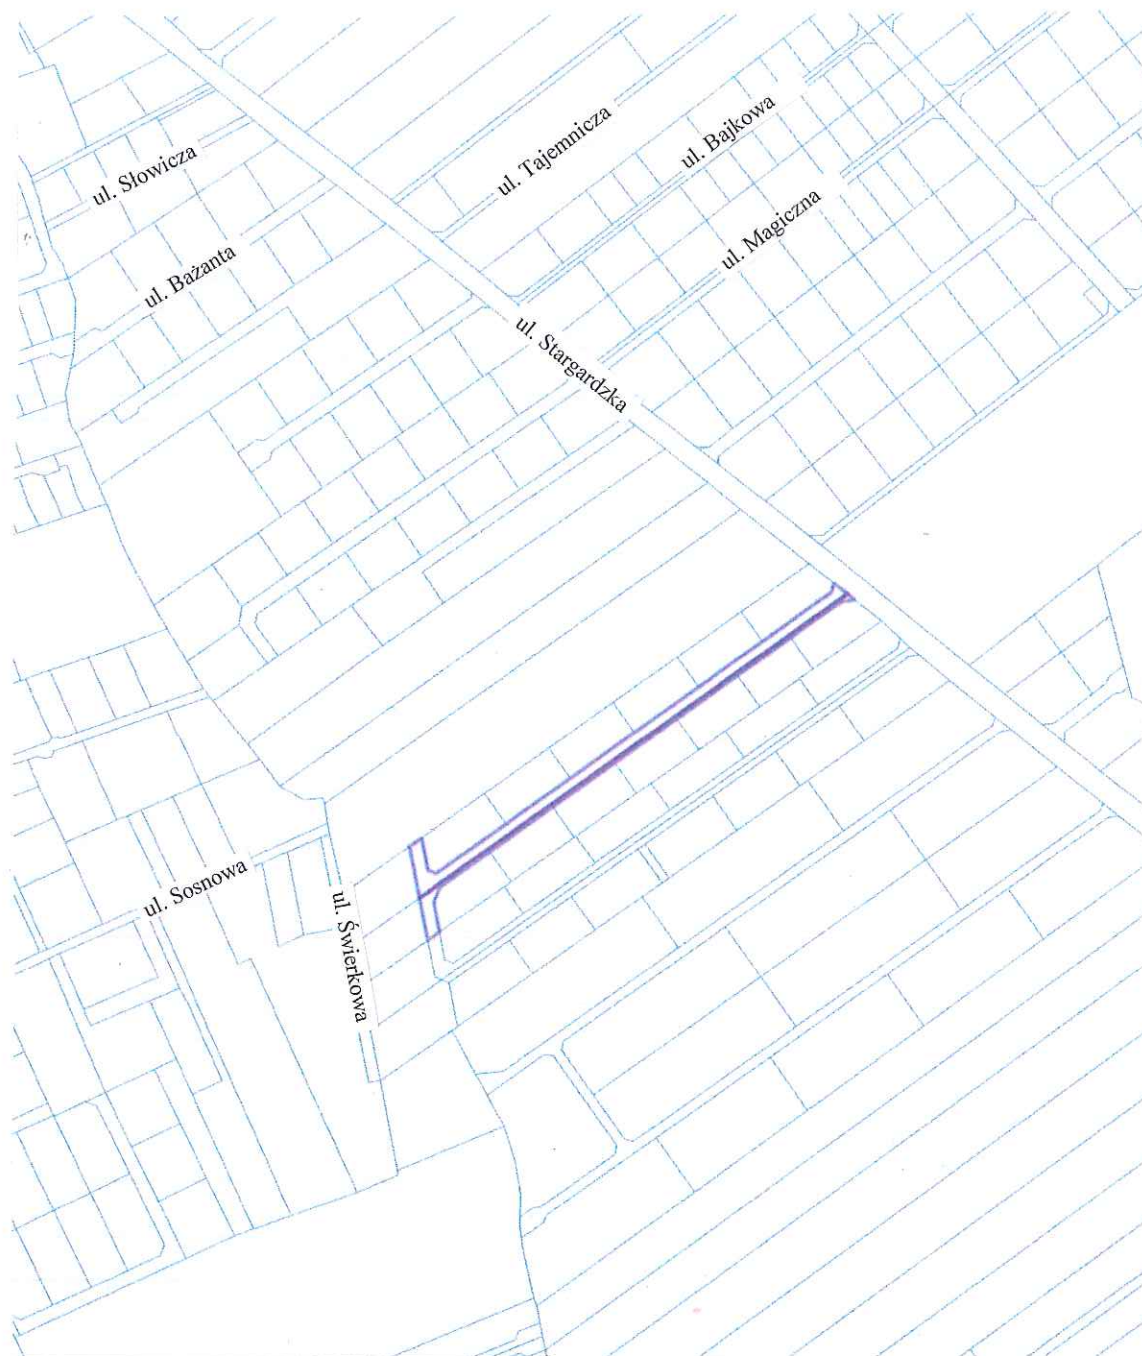 ul. Słowicza
ul. Tajemnicza
ul. Bajkowa
ul. Magiczna
ul. Bażanta
ul. Stargardzka
ul. Sosnowa
ul. Świerkowa